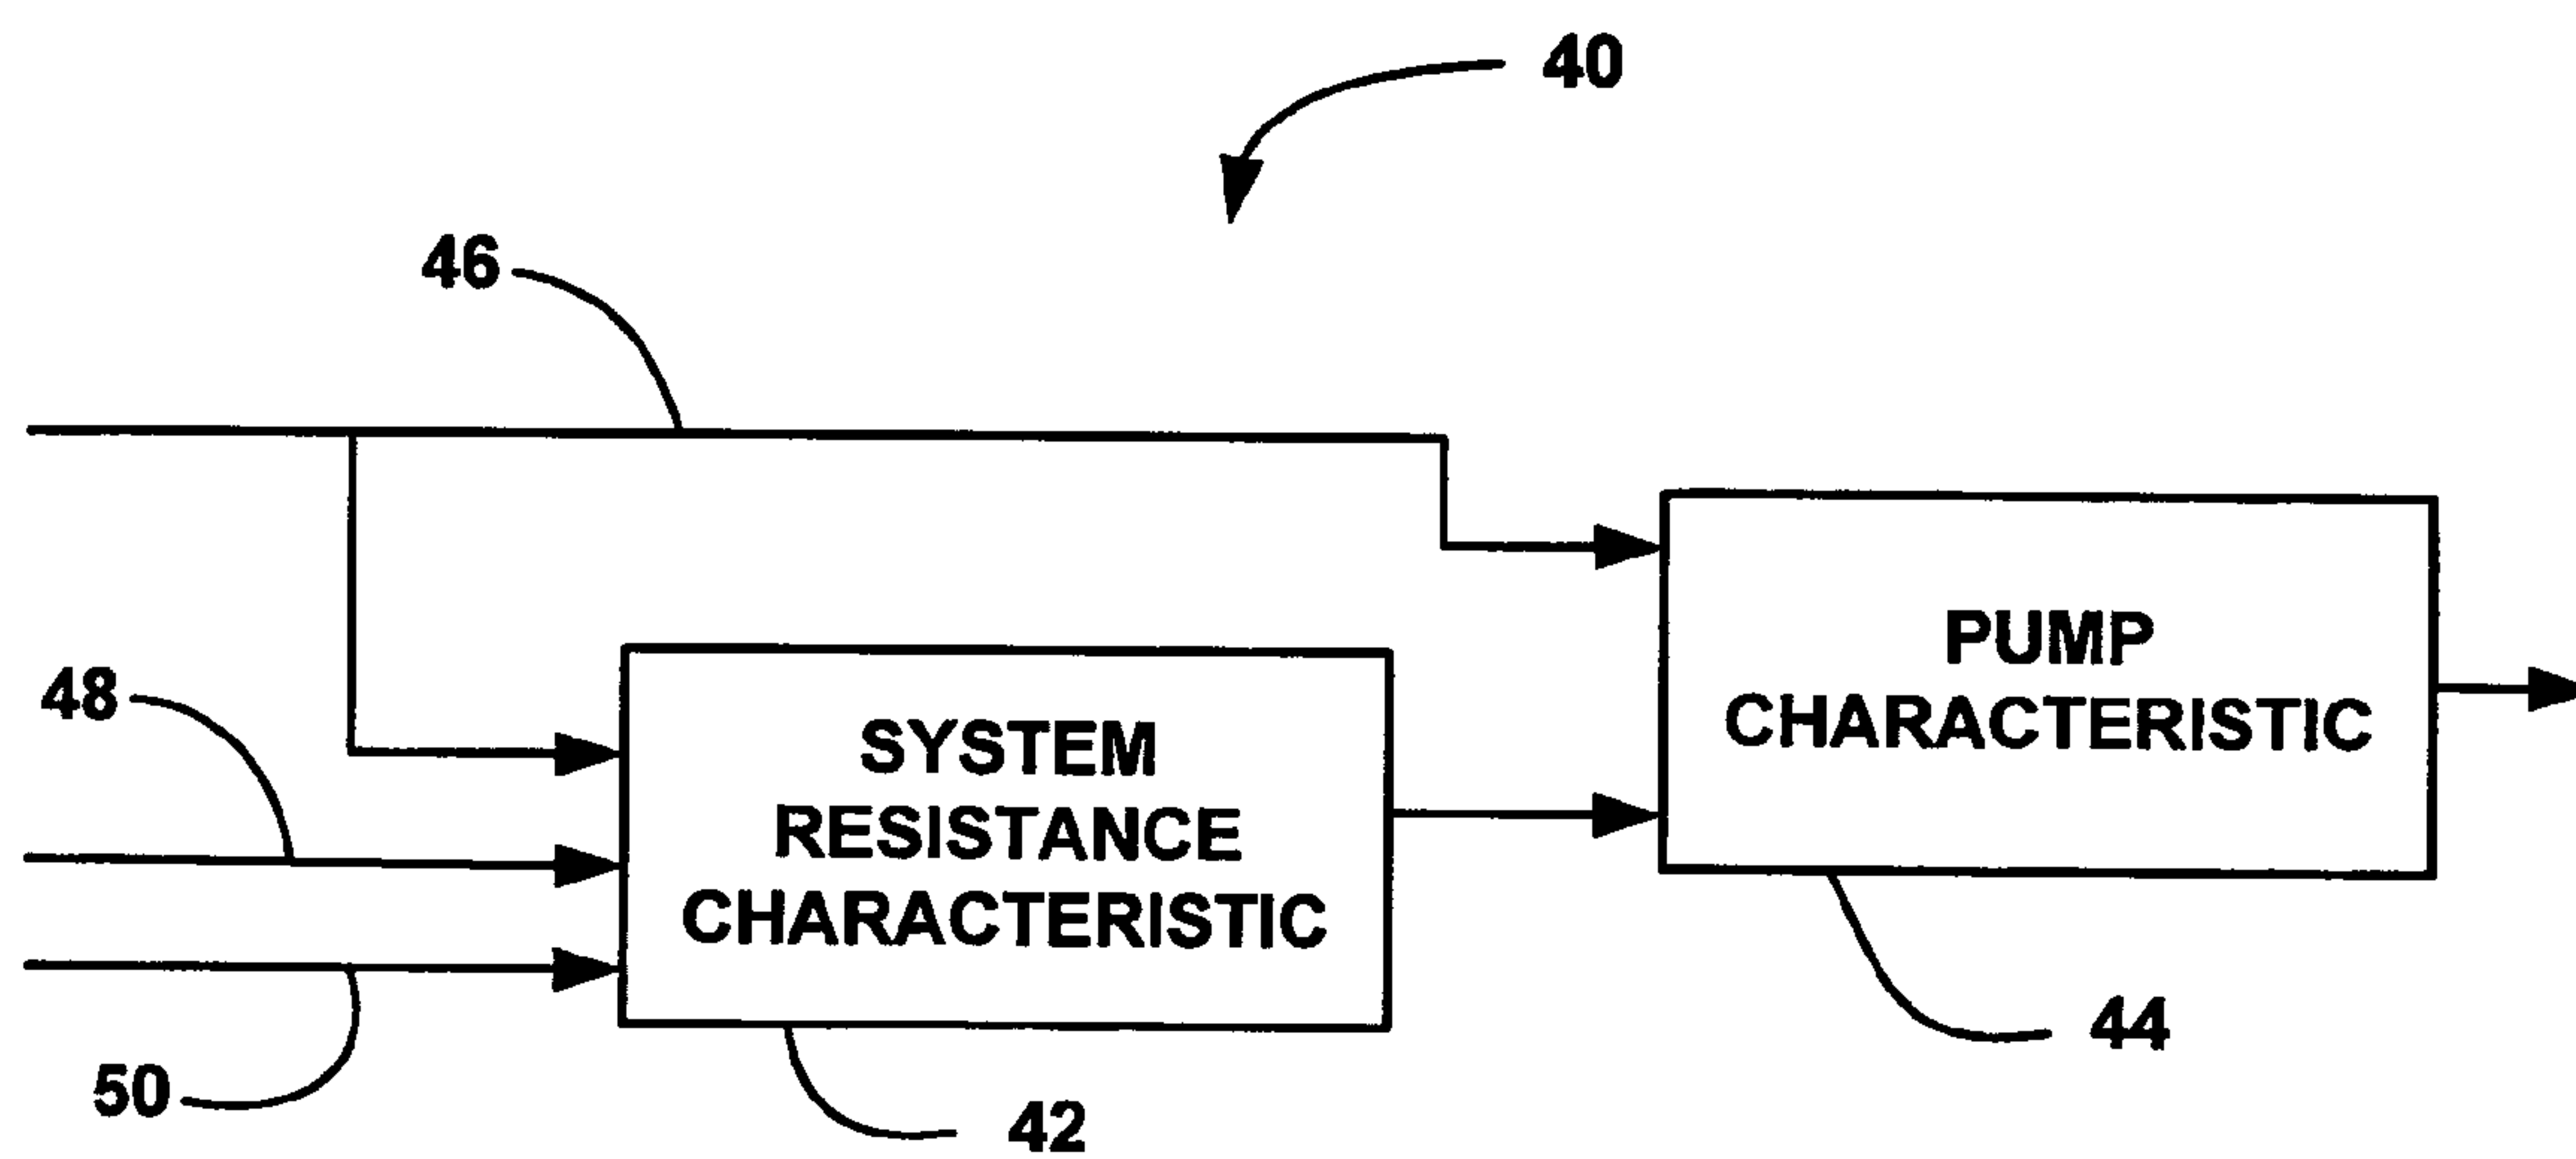 40
46
48
PUMP
CHARACTERISTIC
SYSTEM
RESISTANCE
CHARACTERISTIC
50
42
44